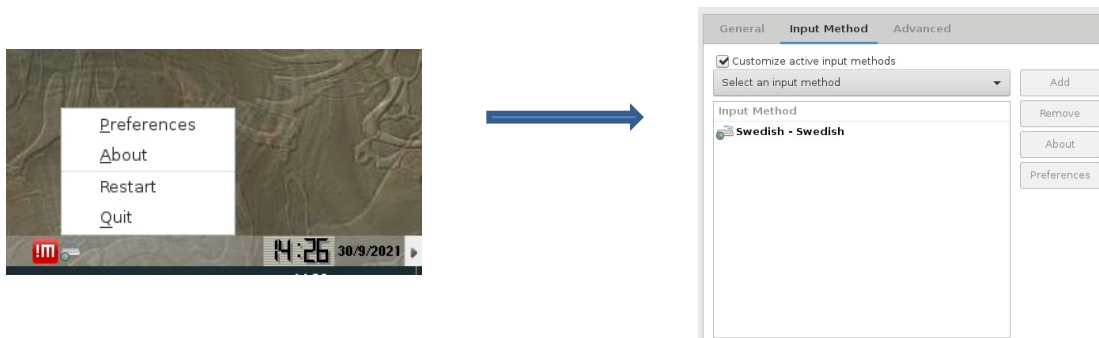 Preferences
About
Restart
Quit
!m
14:26 30/9/2021
General Input Method Advanced
Customize active input methods
Select an input method
Add
Input Method
Remove
Swedish - Swedish
About
Preferences